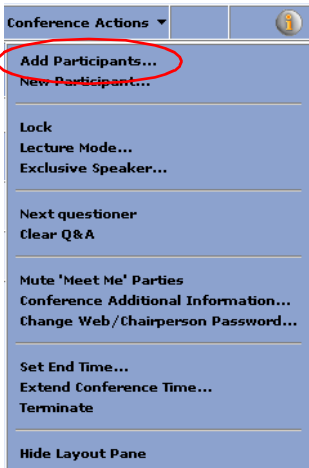 Conference Actions
Add Participants...
New Participant...
Lock
Lecture Mode...
Exclusive Speaker...
Next questioner
Clear Q&A
Mute 'Meet Me' Parties
Conference Additional Information...
Change Web/Chairperson Password...
Set End Time...
Extend Conference Time...
Terminate
Hide Layout Pane